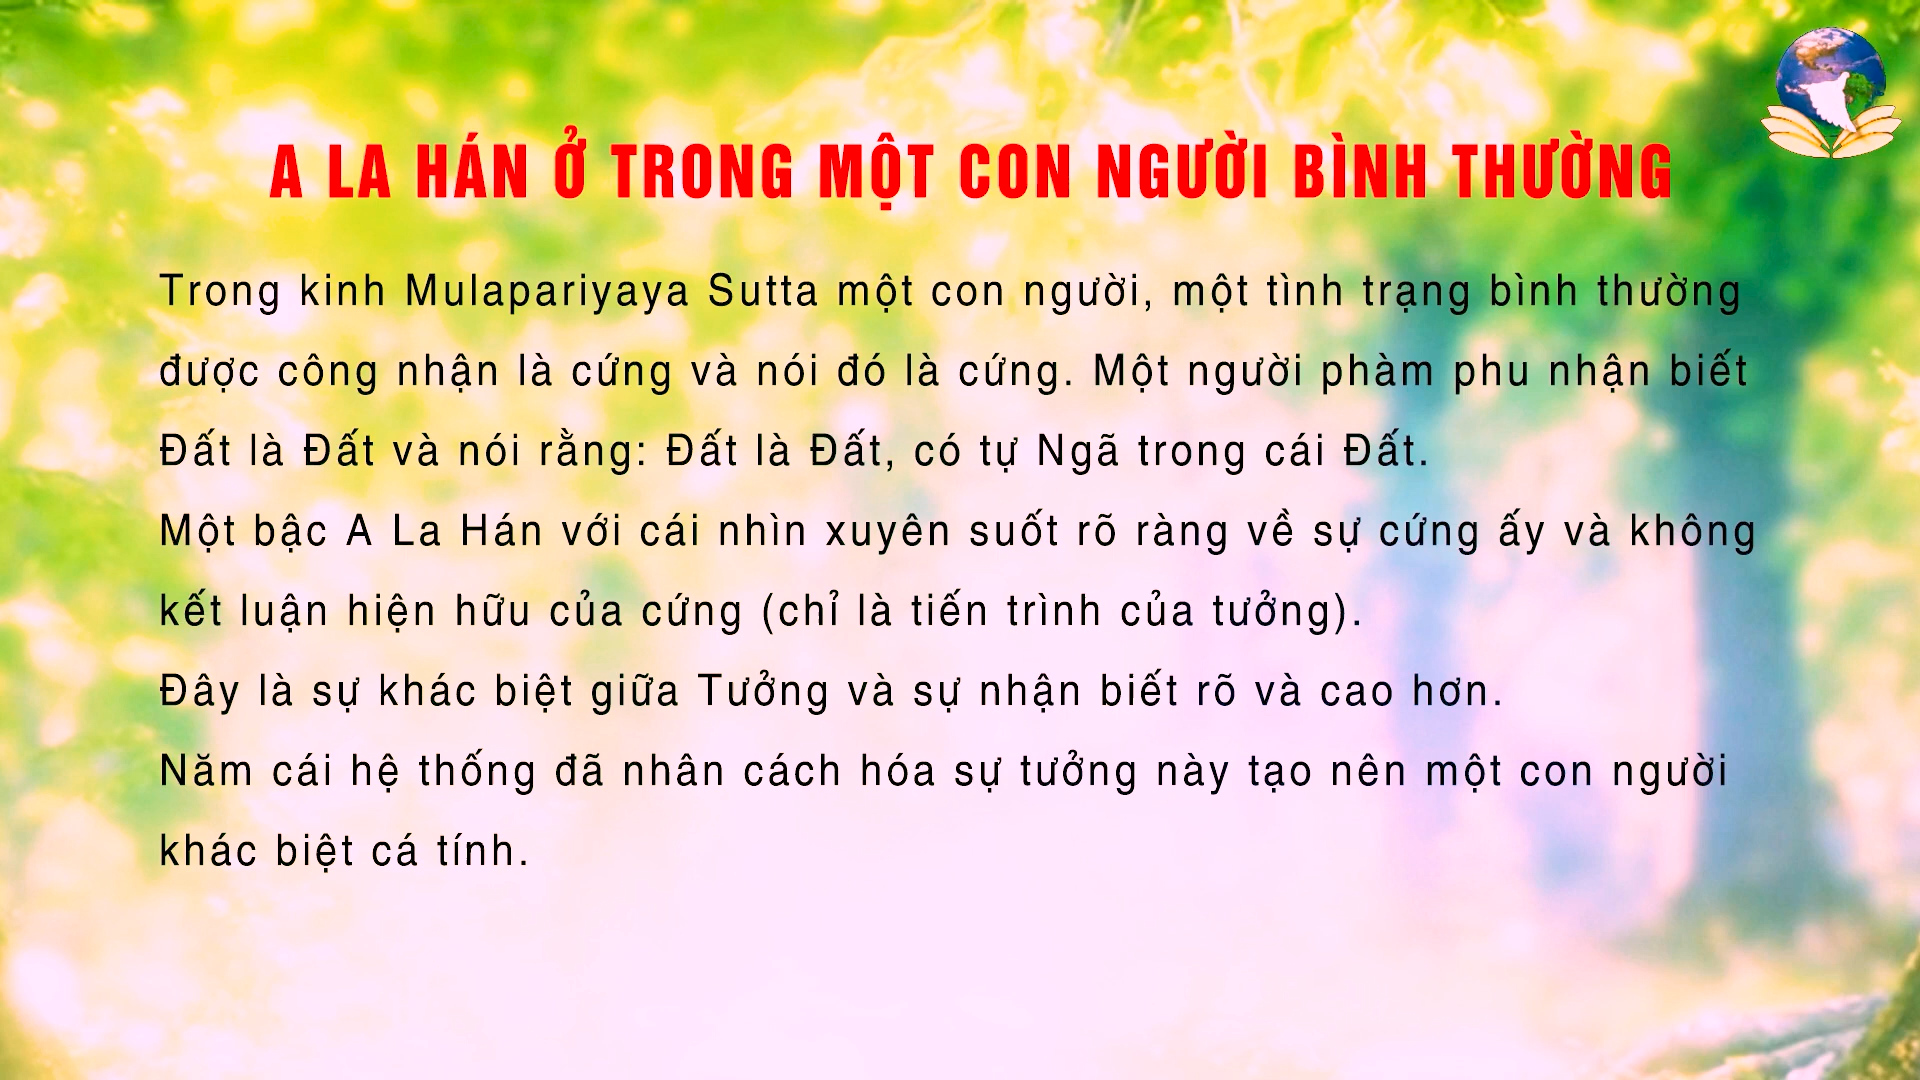 A LA HÁN Ở TRONG MỘT CON NGƯỜI BÌNH THƯỜNG
Trong kinh Mulapariyaya Sutta một con người, một tình trạng bình thường
được công nhận là cứng và nói đó là cứng. Một người phàm phu nhận biết
Đất là Đất và nói rằng: Đất là Đất, có tự Ngã trong cái Đất.
Một bậc A La Hán với cái nhìn xuyên suốt rõ ràng về sự cứng ấy và không
kết luận hiện hữu của cứng (chỉ là tiến trình của tưởng).
Đây là sự khác biệt giữa Tưởng và sự nhận biết rõ và cao hơn.
Năm cái hệ thống đã nhân cách hóa sự tưởng này tạo nên một con người
khác biệt cá tính.